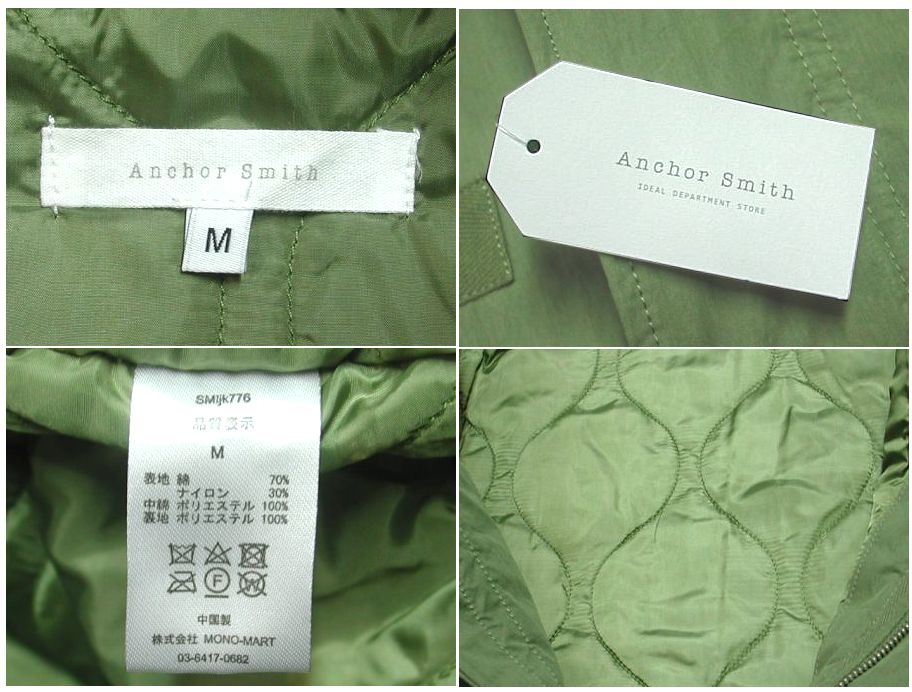 Anchor Smith
M
Anchor Smith
IDEAL DEPARTMENT STORE
SMIjk776
品質表示
M
表地 綿 70%
ナイロン 30%
中綿 ポリエステル 100%
裏地 ポリエステル 100%
F
W
中国製
株式会社 MONO-MART
03-6417-0682